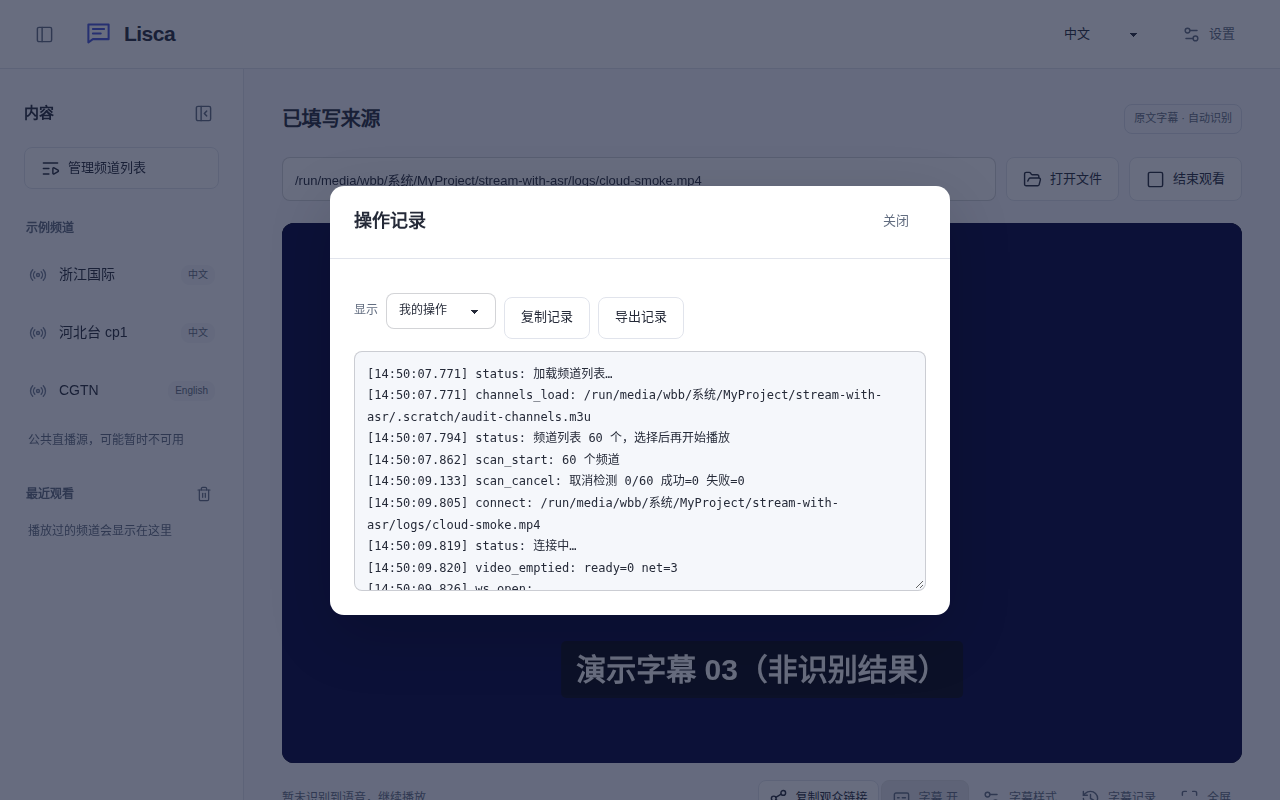 Lisca
中文
设置
内容
管理频道列表
示例频道
浙江国际
中文
河北台 cp1
中文
CGTN
English
公共直播源，可能暂时不可用
最近观看
播放过的频道会显示在这里
已填写来源
原文字幕 · 自动识别
/run/media/wbb/系统/MyProject/stream-with-asr/logs/cloud-smoke.mp4
打开文件
结束观看
操作记录
关闭
显示
我的操作
复制记录
导出记录
[14:50:07.771] status: 加载频道列表…
[14:50:07.771] channels_load: /run/media/wbb/系统/MyProject/stream-with-
asr/.scratch/audit-channels.m3u
[14:50:07.794] status: 频道列表 60 个，选择后再开始播放
[14:50:07.862] scan_start: 60 个频道
[14:50:09.133] scan_cancel: 取消检测 0/60 成功=0 失败=0
[14:50:09.805] connect: /run/media/wbb/系统/MyProject/stream-with-
asr/logs/cloud-smoke.mp4
[14:50:09.819] status: 连接中…
[14:50:09.820] video_emptied: ready=0 net=3
[14:50:09.826] ws_open:
演示字幕 03（非识别结果）
暂未识别到语音，继续播放
复制观众链接
字幕 开
字幕样式
字幕记录
全屏